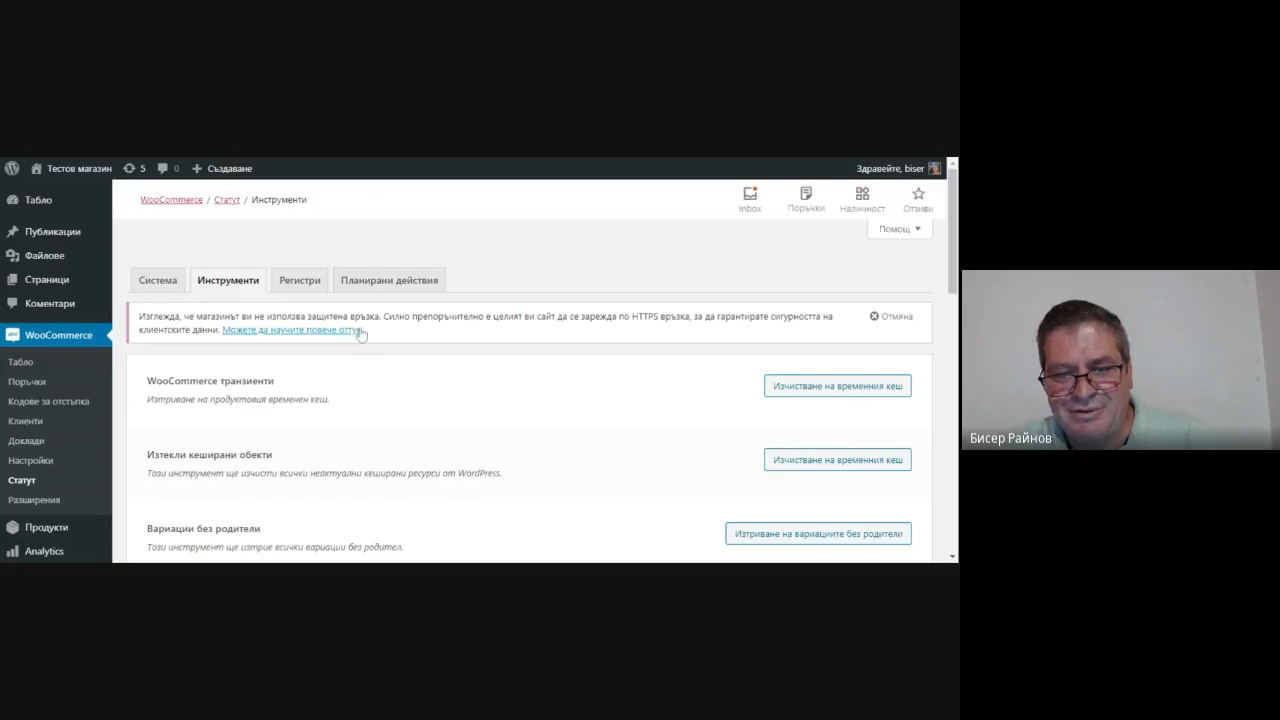 Тестов магазин 5 0 Създаване Здравейте, biser
Табло
Публикации
Файлове
Страници
Коментари
WooCommerce
Табло
Поръчки
Кодове за отстъпка
Клиенти
Доклади
Настройки
Статут
Разширения
Продукти
Analytics
WooCommerce / Статут / Инструменти
Inbox Поръчки Наличност Отзиви
Помощ
Система Инструменти Регистри Планирани действия
Изглежда, че магазинът ви не използва защитена връзка. Силно препоръчително е целият ви сайт да се зарежда по HTTPS връзка, за да гарантирате сигурността на
клиентските данни. Можете да научите повече оттук.
Отмяна
WooCommerce транзиенти
Изтриване на продуктовия временен кеш.
Изчистване на временния кеш
Изтекли кеширани обекти
Този инструмент ще изчисти всички неактуални кеширани ресурси от WordPress.
Изчистване на временния кеш
Вариации без родители
Този инструмент ще изтрие всички вариации без родител.
Изтриване на вариациите без родители
Бисер Райнов